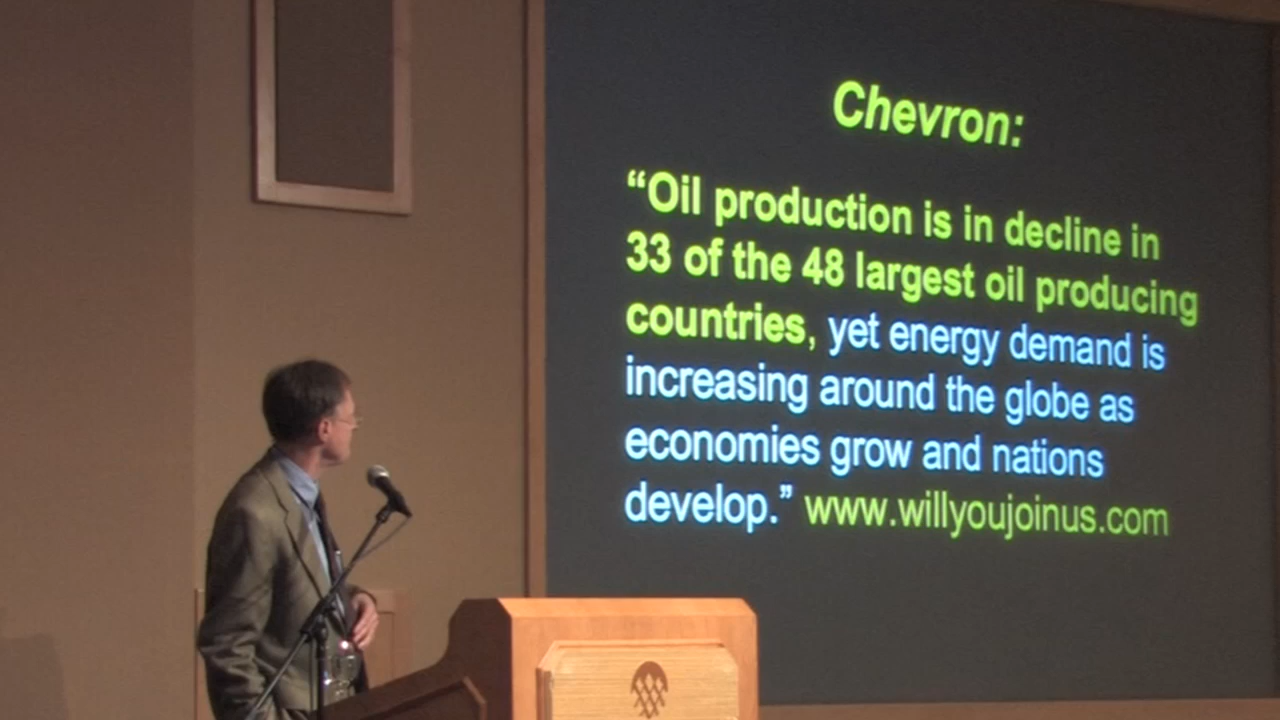 Chevron:
“Oil production is in decline in
33 of the 48 largest oil producing
countries, yet energy demand is
increasing around the globe as
economies grow and nations
develop.” www.willyoujoinus.com